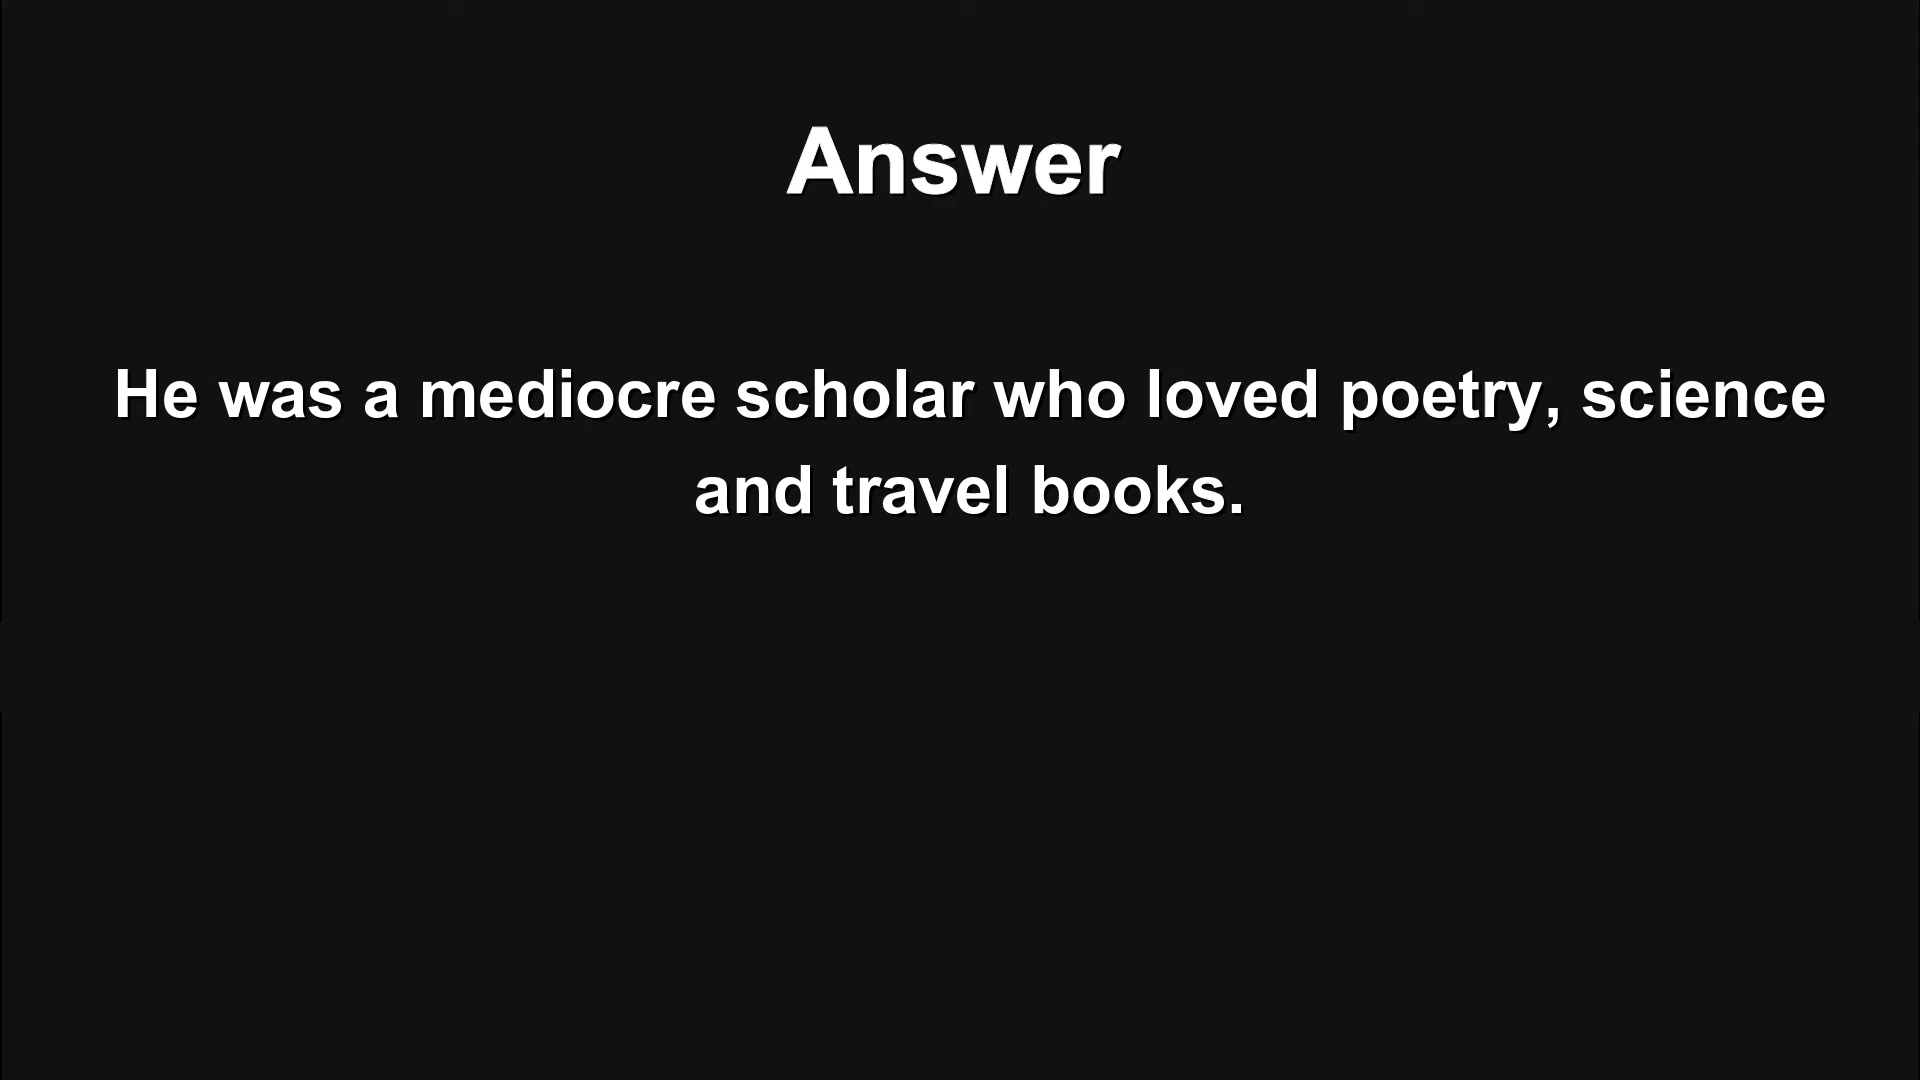 Answer
He was a mediocre scholar who loved poetry, science
and travel books.